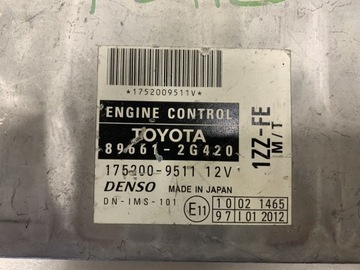 *1752009511V*
ENGINE CONTROL
TOYOTA
89661-2G420
175200-9511 12V
DENSO MADE IN JAPAN
DN-IMS-101
E11
10 02 1465
97 I 01 2012
1ZZ-FE
M/T